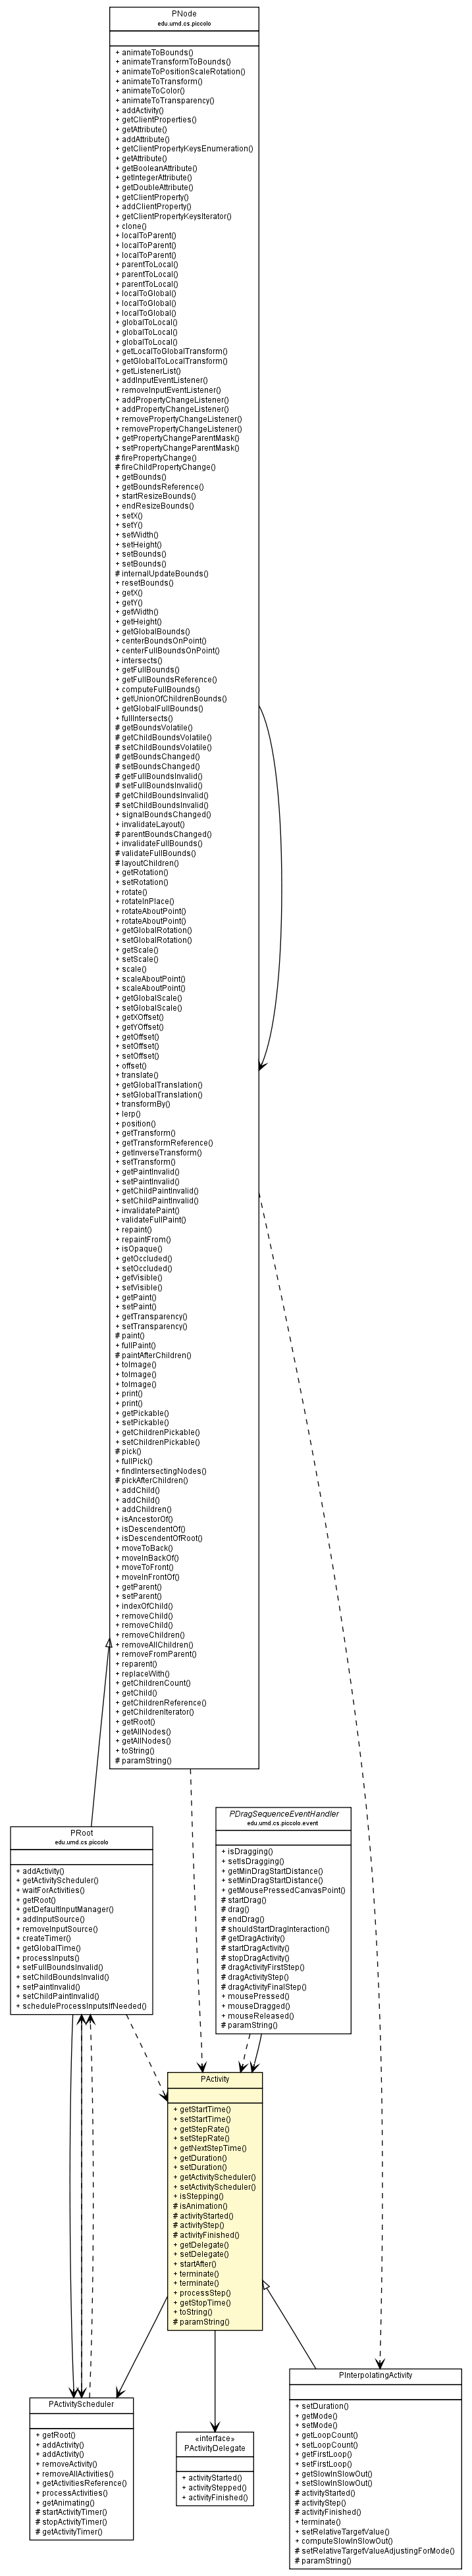 PNode
edu.umd.cs.piccolo
+ animateToBounds()
+ animateTransformToBounds()
+ animateToPositionScaleRotation()
+ animateToTransform()
+ animateToColor()
+ animateToTransparency()
+ addActivity()
+ getClientProperties()
+ getAttribute()
+ addAttribute()
+ getClientPropertyKeysEnumeration()
+ getAttribute()
+ getBooleanAttribute()
+ getIntegerAttribute()
+ getDoubleAttribute()
+ getClientProperty()
+ addClientProperty()
+ getClientPropertyKeysIterator()
+ clone()
+ localToParent()
+ localToParent()
+ localToParent()
+ parentToLocal()
+ parentToLocal()
+ parentToLocal()
+ localToGlobal()
+ localToGlobal()
+ localToGlobal()
+ globalToLocal()
+ globalToLocal()
+ globalToLocal()
+ getLocalToGlobalTransform()
+ getGlobalToLocalTransform()
+ getListenerList()
+ addInputEventListener()
+ removeInputEventListener()
+ addPropertyChangeListener()
+ addPropertyChangeListener()
+ removePropertyChangeListener()
+ removePropertyChangeListener()
+ getPropertyChangeParentMask()
+ setPropertyChangeParentMask()
# firePropertyChange()
# fireChildPropertyChange()
+ getBounds()
+ getBoundsReference()
+ startResizeBounds()
+ endResizeBounds()
+ setX()
+ setY()
+ setWidth()
+ setHeight()
+ setBounds()
+ setBounds()
# internalUpdateBounds()
+ resetBounds()
+ getX()
+ getY()
+ getWidth()
+ getHeight()
+ getGlobalBounds()
+ centerBoundsOnPoint()
+ centerFullBoundsOnPoint()
+ intersects()
+ getFullBounds()
+ getFullBoundsReference()
+ computeFullBounds()
+ getUnionOfChildrenBounds()
+ getGlobalFullBounds()
+ fullIntersects()
# getBoundsVolatile()
# getChildBoundsVolatile()
# setChildBoundsVolatile()
# getBoundsChanged()
# setBoundsChanged()
# getFullBoundsInvalid()
# setFullBoundsInvalid()
# getChildBoundsInvalid()
# setChildBoundsInvalid()
+ signalBoundsChanged()
+ invalidateLayout()
# parentBoundsChanged()
+ invalidateFullBounds()
# validateFullBounds()
# layoutChildren()
+ getRotation()
+ setRotation()
+ rotate()
+ rotateInPlace()
+ rotateAboutPoint()
+ rotateAboutPoint()
+ getGlobalRotation()
+ setGlobalRotation()
+ getScale()
+ setScale()
+ scale()
+ scaleAboutPoint()
+ scaleAboutPoint()
+ getGlobalScale()
+ setGlobalScale()
+ getXOffset()
+ getYOffset()
+ getOffset()
+ setOffset()
+ setOffset()
+ offset()
+ translate()
+ getGlobalTranslation()
+ setGlobalTranslation()
+ transformBy()
+ lerp()
+ position()
+ getTransform()
+ getTransformReference()
+ getInverseTransform()
+ setTransform()
+ getPaintInvalid()
+ setPaintInvalid()
+ getChildPaintInvalid()
+ setChildPaintInvalid()
+ invalidatePaint()
+ validateFullPaint()
+ repaint()
+ repaintFrom()
+ isOpaque()
+ getOccluded()
+ setOccluded()
+ getVisible()
+ setVisible()
+ getPaint()
+ setPaint()
+ getTransparency()
+ setTransparency()
# paint()
+ fullPaint()
# paintAfterChildren()
+ toImage()
+ toImage()
+ toImage()
+ print()
+ print()
+ getPickable()
+ setPickable()
+ getChildrenPickable()
+ setChildrenPickable()
# pick()
+ fullPick()
+ findIntersectingNodes()
# pickAfterChildren()
+ addChild()
+ addChild()
+ addChildren()
+ isAncestorOf()
+ isDescendentOf()
+ isDescendentOfRoot()
+ moveToBack()
+ moveInBackOf()
+ moveToFront()
+ moveInFrontOf()
+ getParent()
+ setParent()
+ indexOfChild()
+ removeChild()
+ removeChild()
+ removeChildren()
+ removeAllChildren()
+ removeFromParent()
+ reparent()
+ replaceWith()
+ getChildrenCount()
+ getChild()
+ getChildrenReference()
+ getChildrenIterator()
+ getRoot()
+ getAllNodes()
+ getAllNodes()
+ toString()
# paramString()
PRoot
edu.umd.cs.piccolo
+ addActivity()
+ getActivityScheduler()
+ waitForActivities()
+ getRoot()
+ getDefaultInputManager()
+ addInputSource()
+ removeInputSource()
+ createTimer()
+ getGlobalTime()
+ processInputs()
+ setFullBoundsInvalid()
+ setChildBoundsInvalid()
+ setPaintInvalid()
+ setChildPaintInvalid()
+ scheduleProcessInputsIfNeeded()
PDragSequenceEventHandler
edu.umd.cs.piccolo.event
+ isDragging()
+ setIsDragging()
+ getMinDragStartDistance()
+ setMinDragStartDistance()
+ getMousePressedCanvasPoint()
# startDrag()
# drag()
# endDrag()
# shouldStartDragInteraction()
# getDragActivity()
# startDragActivity()
# stopDragActivity()
# dragActivityFirstStep()
# dragActivityStep()
# dragActivityFinalStep()
+ mousePressed()
+ mouseDragged()
+ mouseReleased()
# paramString()
PActivity
+ getStartTime()
+ setStartTime()
+ getStepRate()
+ setStepRate()
+ getNextStepTime()
+ getDuration()
+ setDuration()
+ getActivityScheduler()
+ setActivityScheduler()
+ isStepping()
# isAnimation()
# activityStarted()
# activityStep()
# activityFinished()
+ getDelegate()
+ setDelegate()
+ startAfter()
+ terminate()
+ terminate()
+ processStep()
+ getStopTime()
+ toString()
# paramString()
PActivityScheduler
+ getRoot()
+ addActivity()
+ addActivity()
+ removeActivity()
+ removeAllActivities()
+ getActivitiesReference()
+ processActivities()
+ getAnimating()
# startActivityTimer()
# stopActivityTimer()
# getActivityTimer()
«interface»
PActivityDelegate
+ activityStarted()
+ activityStepped()
+ activityFinished()
PInterpolatingActivity
+ setDuration()
+ getMode()
+ setMode()
+ getLoopCount()
+ setLoopCount()
+ getFirstLoop()
+ setFirstLoop()
+ getSlowInSlowOut()
+ setSlowInSlowOut()
# activityStarted()
# activityStep()
# activityFinished()
+ terminate()
+ setRelativeTargetValue()
+ computeSlowInSlowOut()
# setRelativeTargetValueAdjustingForMode()
# paramString()